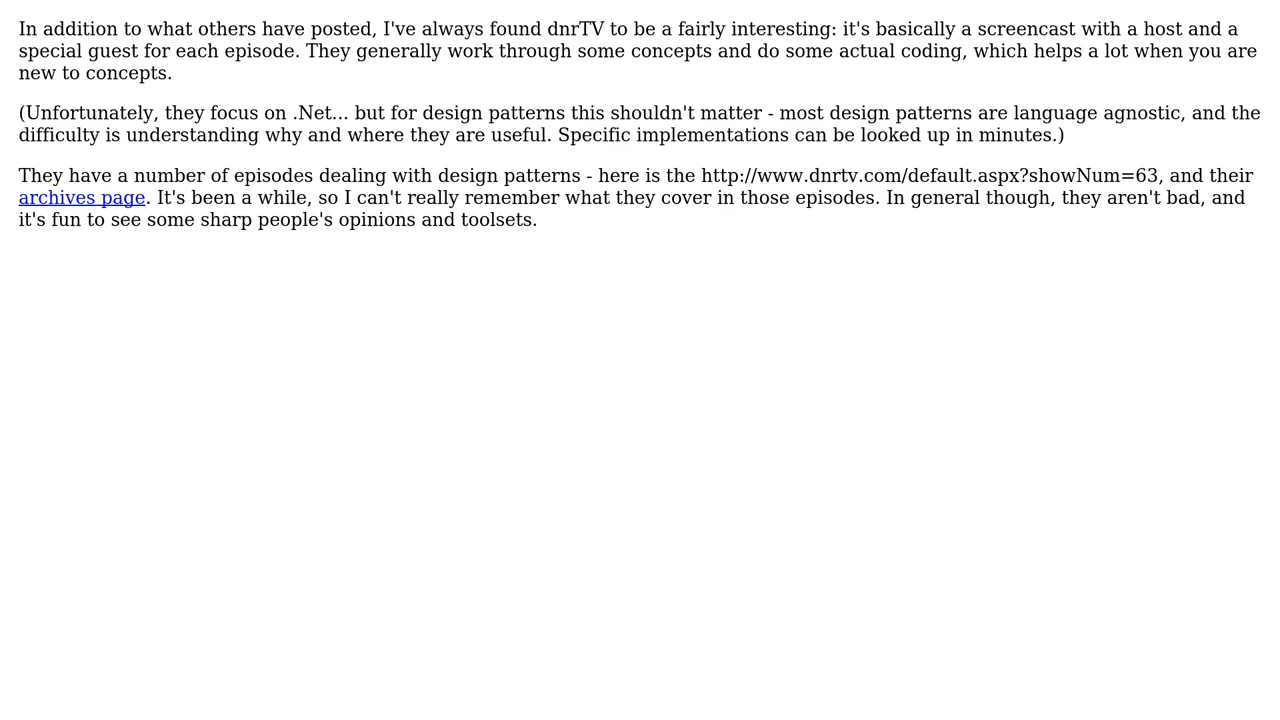 In addition to what others have posted, I've always found dnrTV to be a fairly interesting: it's basically a screencast with a host and a
special guest for each episode. They generally work through some concepts and do some actual coding, which helps a lot when you are
new to concepts.
(Unfortunately, they focus on .Net... but for design patterns this shouldn't matter - most design patterns are language agnostic, and the
difficulty is understanding why and where they are useful. Specific implementations can be looked up in minutes.)
They have a number of episodes dealing with design patterns - here is the http://www.dnrtv.com/default.aspx?showNum=63, and their
archives page. It's been a while, so I can't really remember what they cover in those episodes. In general though, they aren't bad, and
it's fun to see some sharp people's opinions and toolsets.